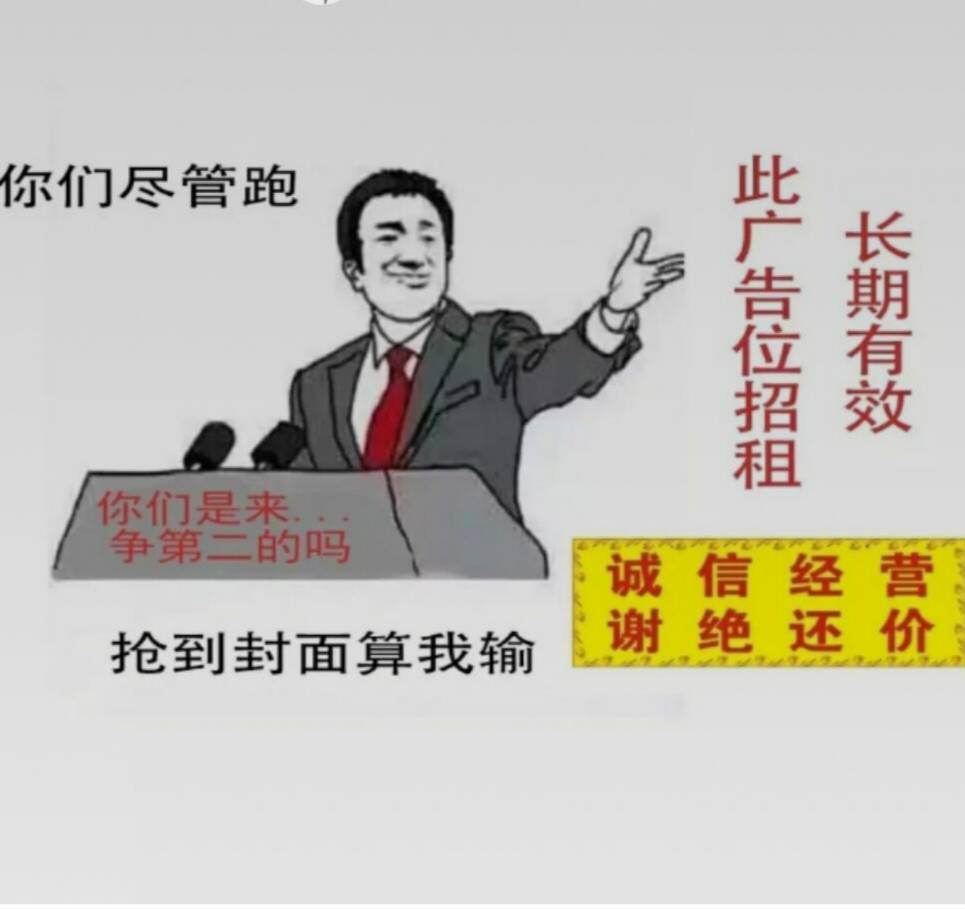 你们尽管跑
此广告位招租
长期有效
你们是来...
争第二的吗
诚信经营
谢绝还价
抢到封面算我输